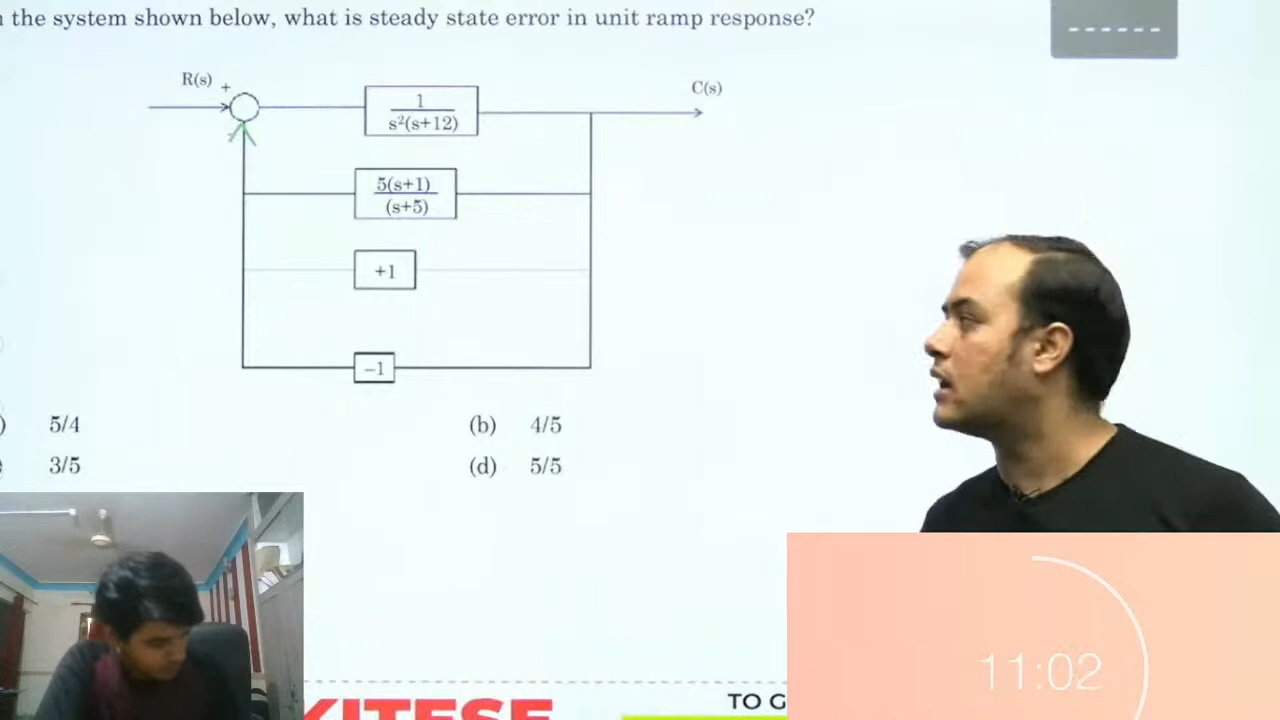 the system shown below, what is steady state error in unit ramp response?
R(s) +
C(s)
1
s²(s+12)
5(s+1)
(s+5)
+1
−1
) 5/4 (b) 4/5
3/5 (d) 5/5
11:02
KITESE
TO G